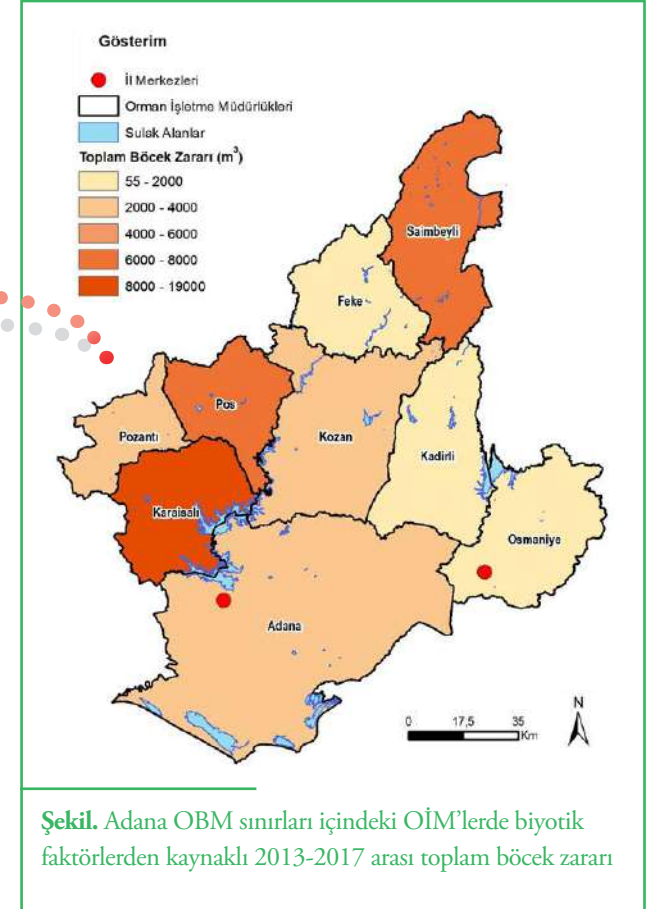 Gösterim
İl Merkezleri
Orman İşletme Müdürlükleri
Sulak Alanlar
Toplam Böcek Zararı (m³)
55 - 2000
2000 - 4000
4000 - 6000
6000 - 8000
8000 - 19000
Saimbeyli
Feke
Pos
Pozantı
Kozan
Kadirli
Karaisalı
Osmaniye
Adana
N
0 17,5 35
Km
Şekil. Adana OBM sınırları içindeki OİM’lerde biyotik
faktörlerden kaynaklı 2013-2017 arası toplam böcek zararı